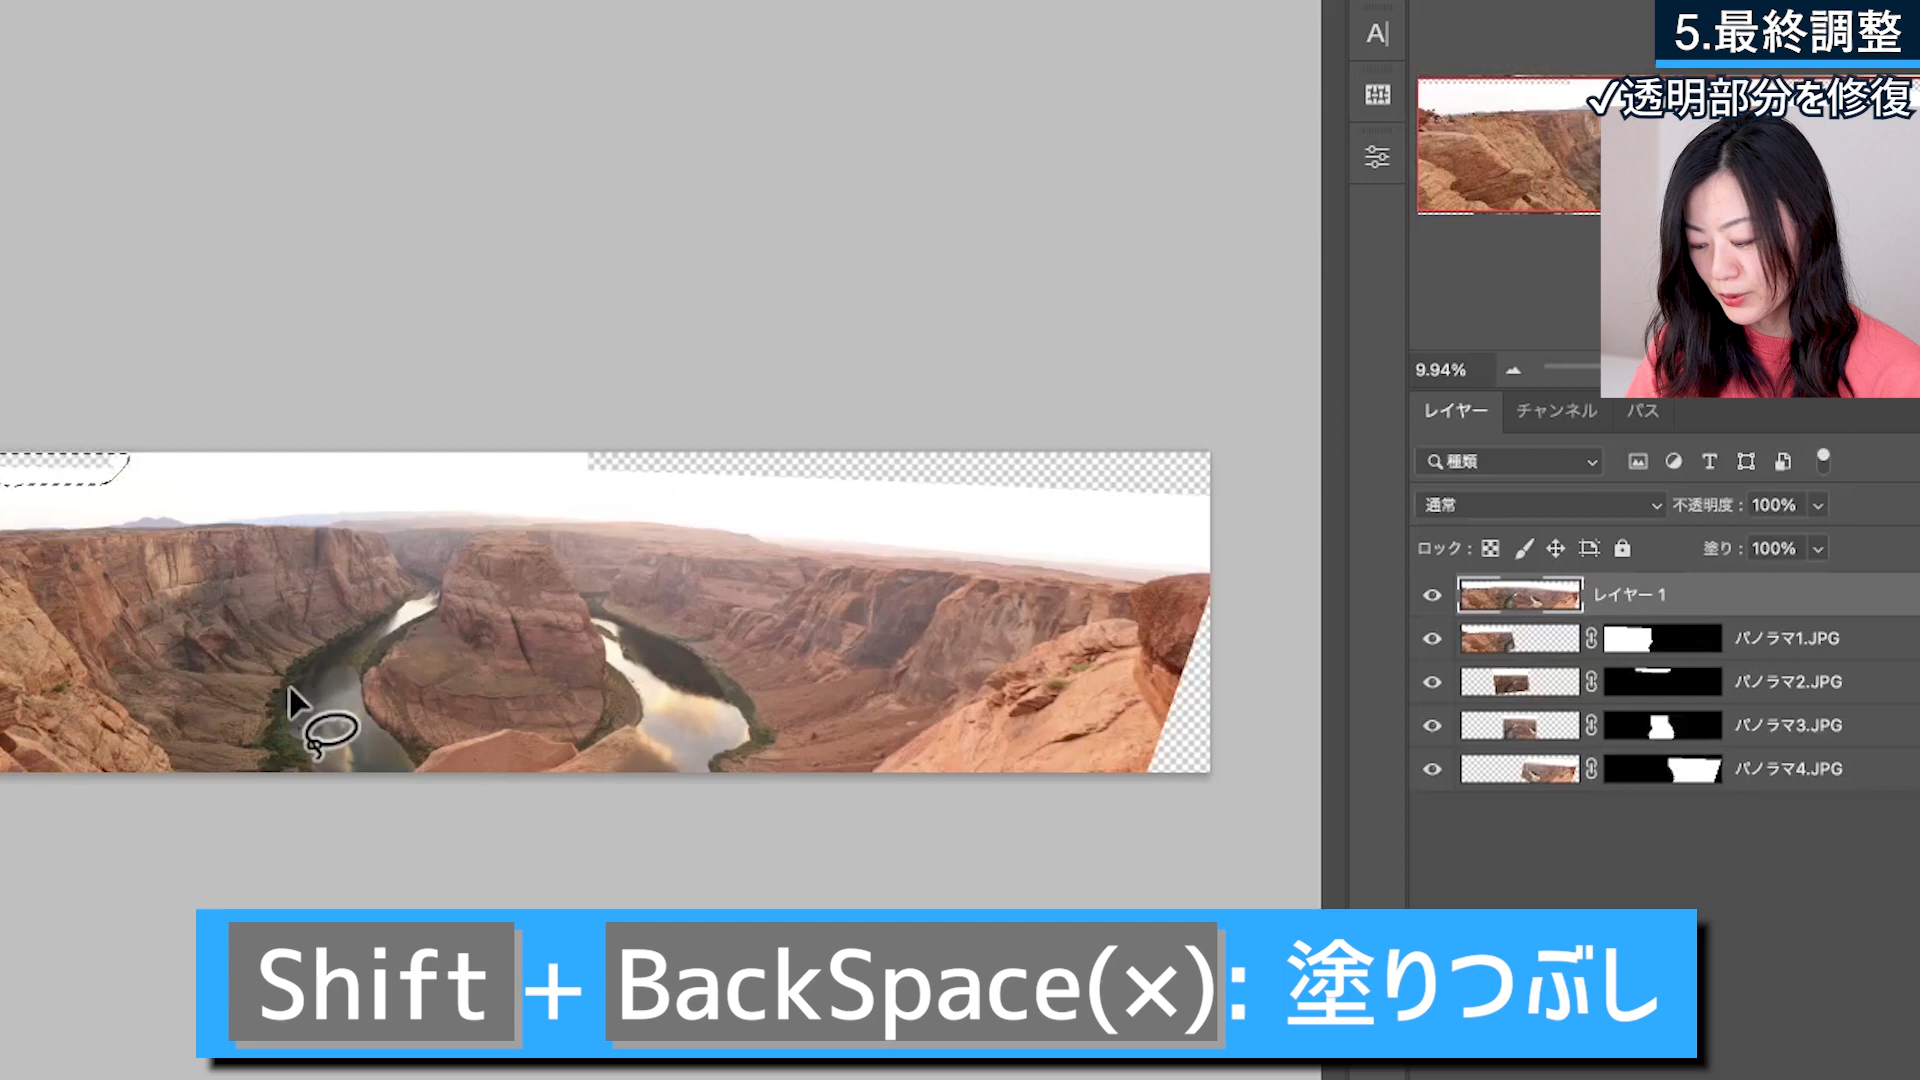 5.最終調整
✓透明部分を修復
A|
9.94%
レイヤー チャンネル パス
種類
T
通常 不透明度： 100%
ロック： 塗り： 100%
レイヤー 1
パノラマ1.JPG
パノラマ2.JPG
パノラマ3.JPG
パノラマ4.JPG
Shift + BackSpace(×)：塗りつぶし